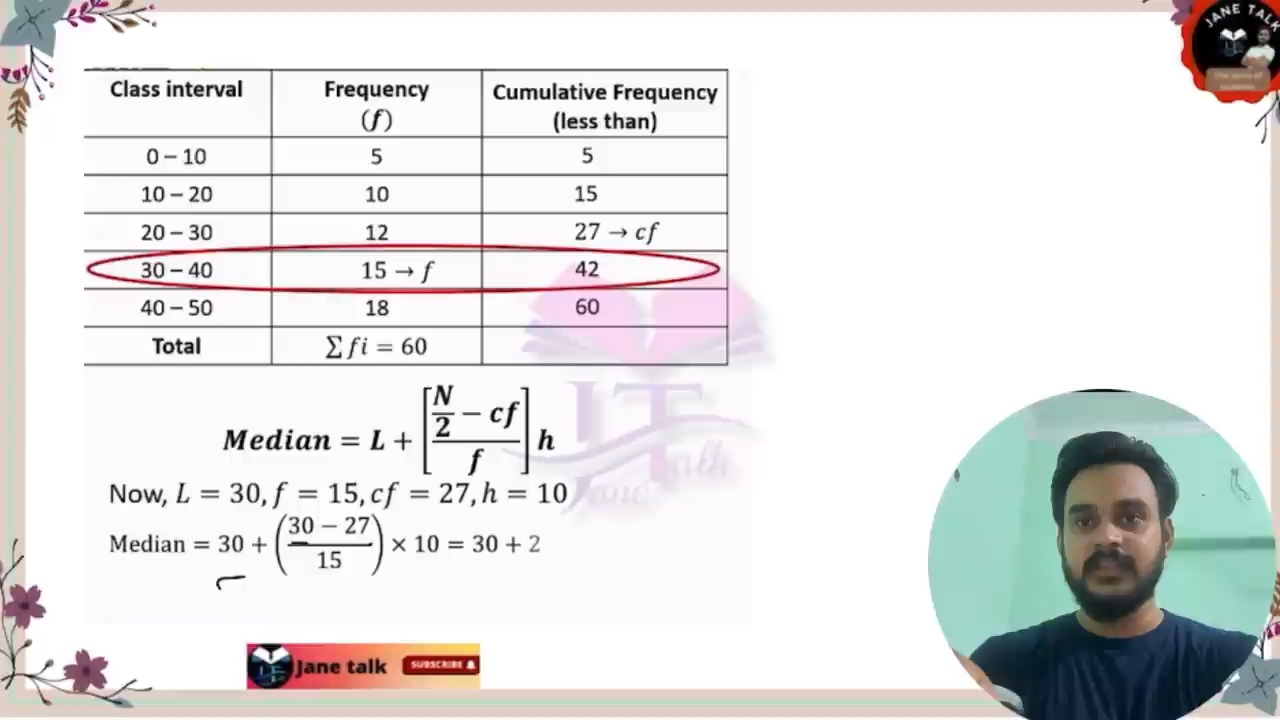 JANE TALK
Class interval Frequency (f) Cumulative Frequency (less than)
0 – 10 5 5
10 – 20 10 15
20 – 30 12 27 → cf
30 – 40 15 → f 42
40 – 50 18 60
Total ∑ fi = 60
Median = L + [(N/2 − cf)/f] h
Now, L = 30, f = 15, cf = 27, h = 10
Median = 30 + ((30 − 27)/15) × 10 = 30 + 2
Jane talk SUBSCRIBE